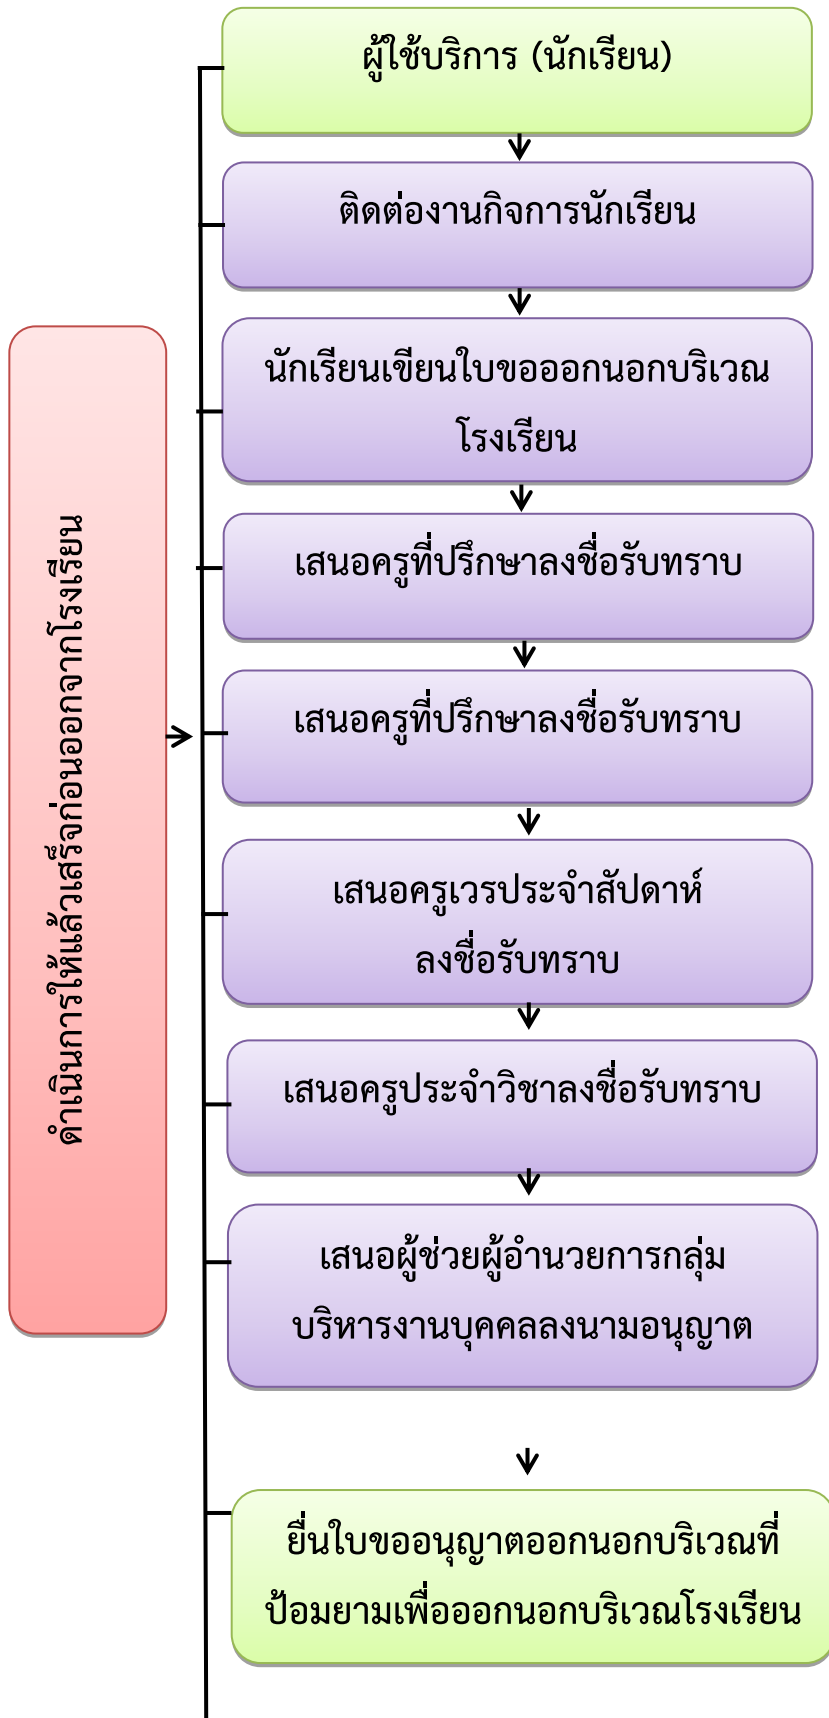 ผู้ใช้บริการ (นักเรียน)
ติดต่องานกิจการนักเรียน
นักเรียนเขียนใบขอออกนอกบริเวณ
โรงเรียน
เสนอครูที่ปรึกษาลงชื่อรับทราบ
เสนอครูที่ปรึกษาลงชื่อรับทราบ
เสนอครูเวรประจำสัปดาห์
ลงชื่อรับทราบ
เสนอครูประจำวิชาลงชื่อรับทราบ
เสนอผู้ช่วยผู้อำนวยการกลุ่ม
บริหารงานบุคคลลงนามอนุญาต
ยื่นใบขออนุญาตออกนอกบริเวณที่
ป้อมยามเพื่อออกนอกบริเวณโรงเรียน
ดำเนินการให้แล้วเสร็จก่อนออกจากโรงเรียน